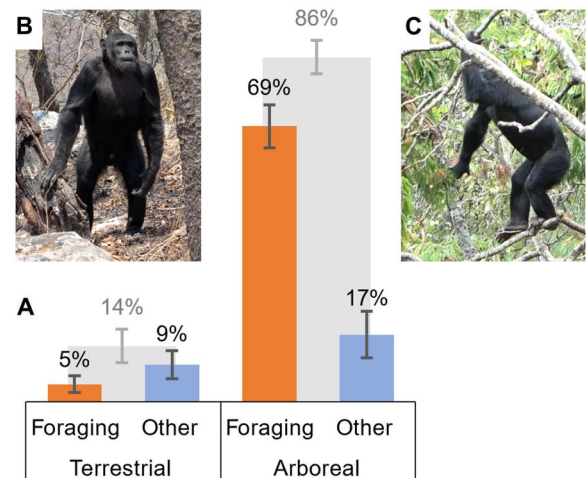 B
86%
C
69%
A
14%
17%
9%
5%
Foraging Other Foraging Other
Terrestrial Arboreal